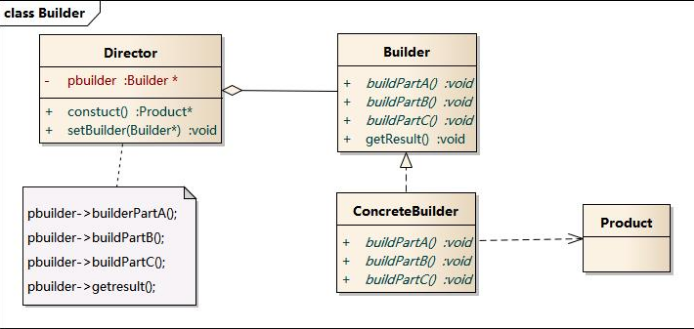 class Builder
Director
- pbuilder :Builder *
+ constuct() :Product*
+ setBuilder(Builder*) :void
Builder
+ buildPartA() :void
+ buildPartB() :void
+ buildPartC() :void
+ getResult() :void
pbuilder->builderPartA();
pbuilder->buildPartB();
pbuilder->buildPartC();
pbuilder->getresult();
ConcreteBuilder
+ buildPartA() :void
+ buildPartB() :void
+ buildPartC() :void
Product